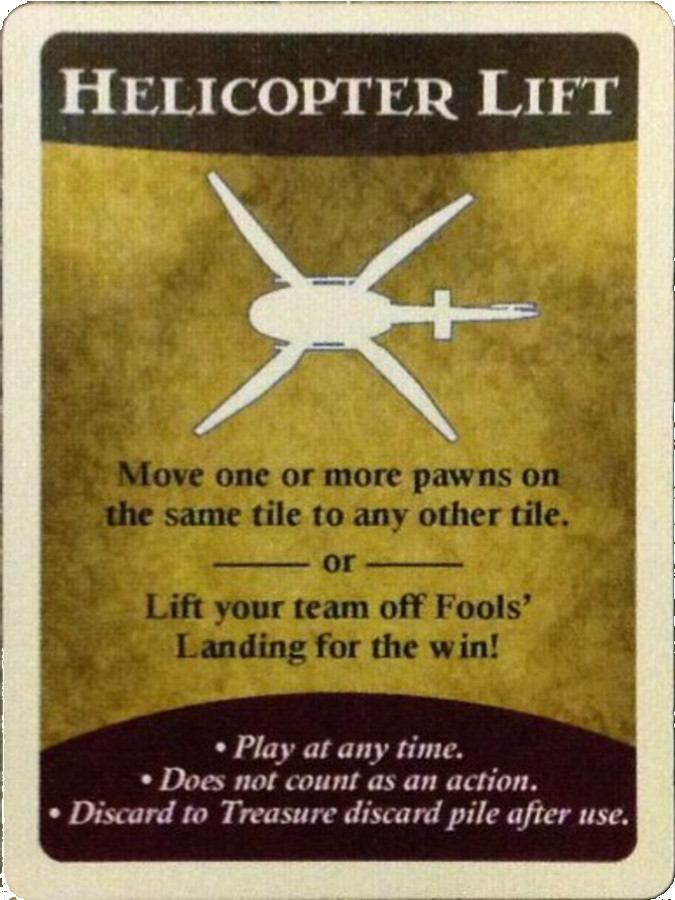 HELICOPTER LIFT
Move one or more pawns on
the same tile to any other tile.
or
Lift your team off Fools’
Landing for the win!
• Play at any time.
• Does not count as an action.
• Discard to Treasure discard pile after use.